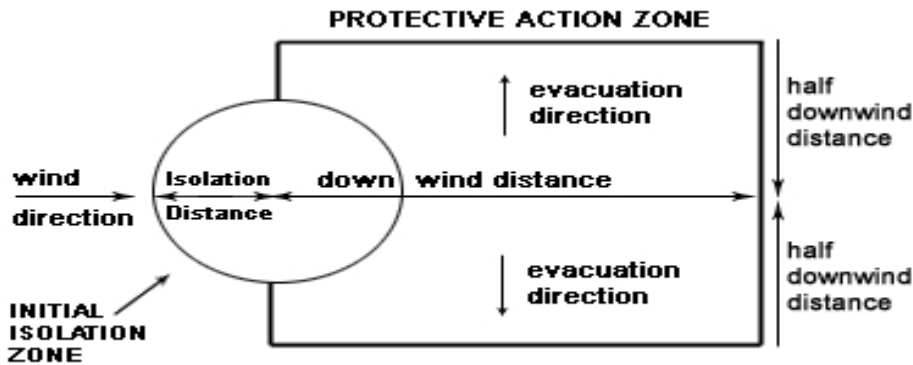 PROTECTIVE ACTION ZONE
evacuation
direction
half
downwind
distance
wind
direction
Isolation
Distance
down wind distance
evacuation
direction
half
downwind
distance
INITIAL
ISOLATION
ZONE